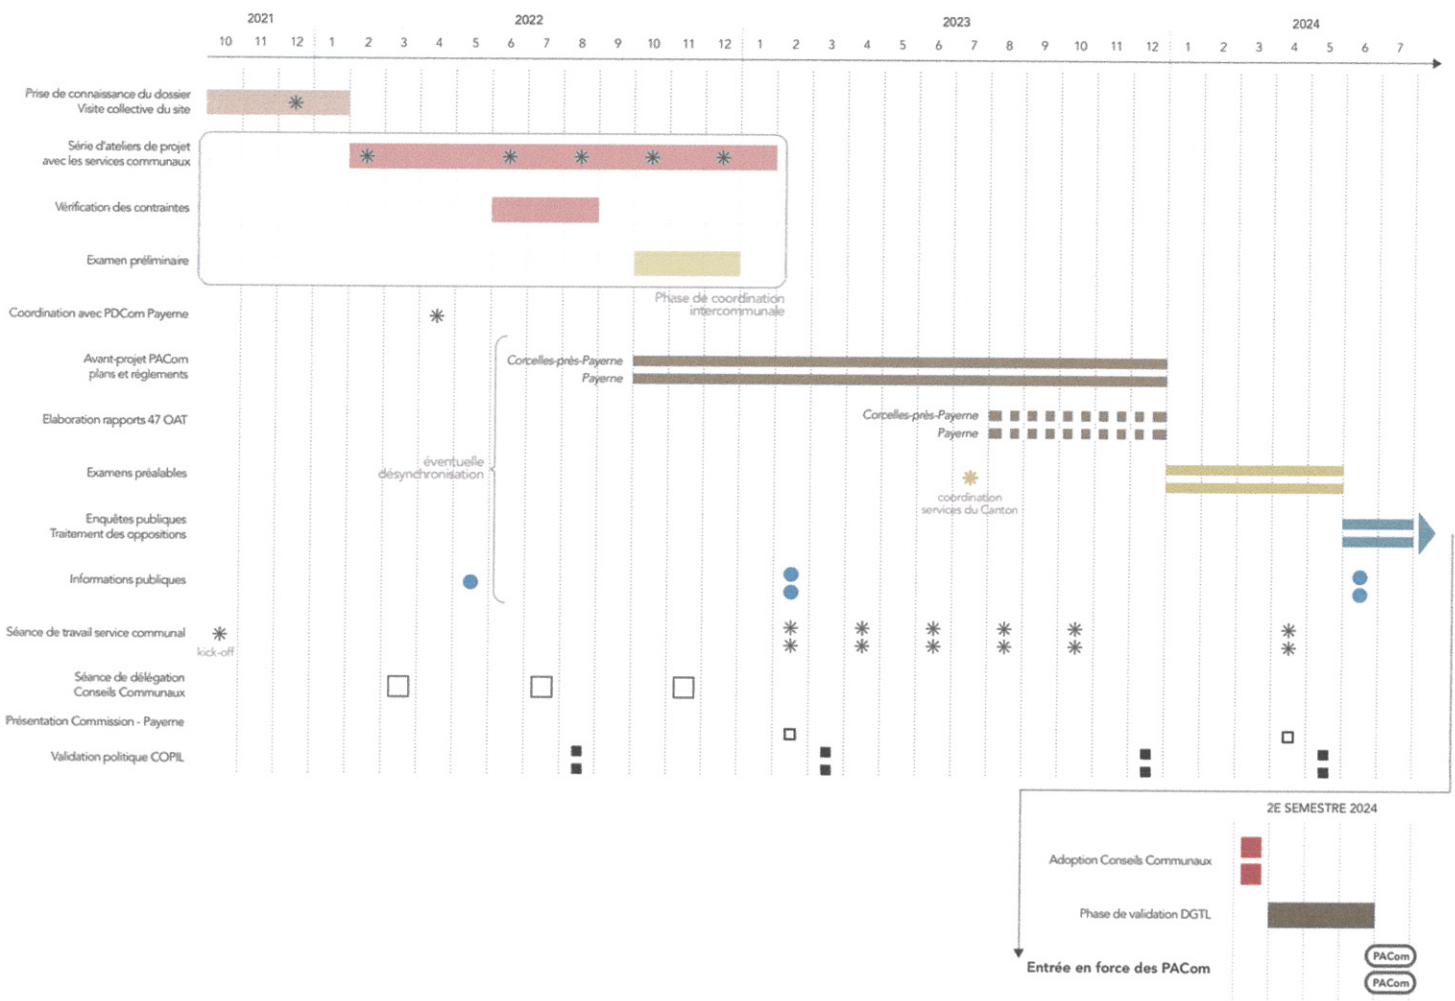 2021 2022 2023 2024
10 11 12 1 2 3 4 5 6 7 8 9 10 11 12 1 2 3 4 5 6 7 8 9 10 11 12 1 2 3 4 5 6 7
Prise de connaissance du dossier
Visite collective du site
Série d'ateliers de projet
avec les services communaux
Vérification des contraintes
Examen préliminaire
Phase de coordination
intercommunale
Coordination avec PDCom Payerne
Avant-projet PACom
plans et règlements
Corcelles-près-Payerne
Payerne
Elaboration rapports 47 OAT
Corcelles-près-Payerne
Payerne
éventuelle
désynchronisation
Examens préalables
coordination
services du Canton
Enquêtes publiques
Traitement des oppositions
Informations publiques
Séance de travail service communal
kick-off
Séance de délégation
Conseils Communaux
Présentation Commission - Payerne
Validation politique COPIL
2E SEMESTRE 2024
Adoption Conseils Communaux
Phase de validation DGTL
Entrée en force des PACom
PACom
PACom